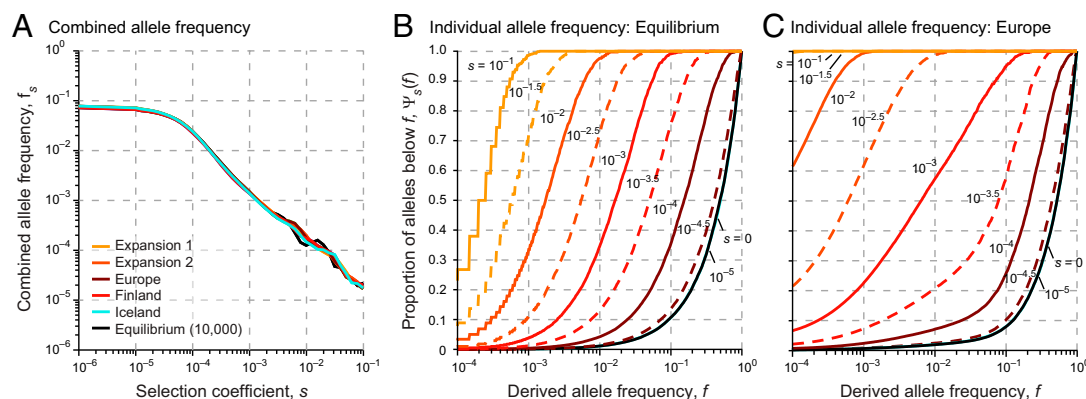 A Combined allele frequency
Combined allele frequency, fₛ
10⁰
10⁻¹
10⁻²
10⁻³
10⁻⁴
10⁻⁵
10⁻⁶
Expansion 1
Expansion 2
Europe
Finland
Iceland
Equilibrium (10,000)
10⁻⁶ 10⁻⁵ 10⁻⁴ 10⁻³ 10⁻² 10⁻¹
Selection coefficient, s
B Individual allele frequency: Equilibrium
Proportion of alleles below f, Ψₛ(f)
1.0
0.9
0.8
0.7
0.6
0.5
0.4
0.3
0.2
0.1
0
s = 10⁻¹
10⁻¹·⁵
10⁻²
10⁻²·⁵
10⁻³
10⁻³·⁵
10⁻⁴
10⁻⁴·⁵
s = 0
10⁻⁵
10⁻⁴ 10⁻³ 10⁻² 10⁻¹ 10⁰
Derived allele frequency, f
C Individual allele frequency: Europe
s = 10⁻¹
10⁻¹·⁵
10⁻²
10⁻²·⁵
10⁻³
10⁻³·⁵
10⁻⁴
s = 0
10⁻⁴·⁵
10⁻⁵
10⁻⁴ 10⁻³ 10⁻² 10⁻¹ 10⁰
Derived allele frequency, f